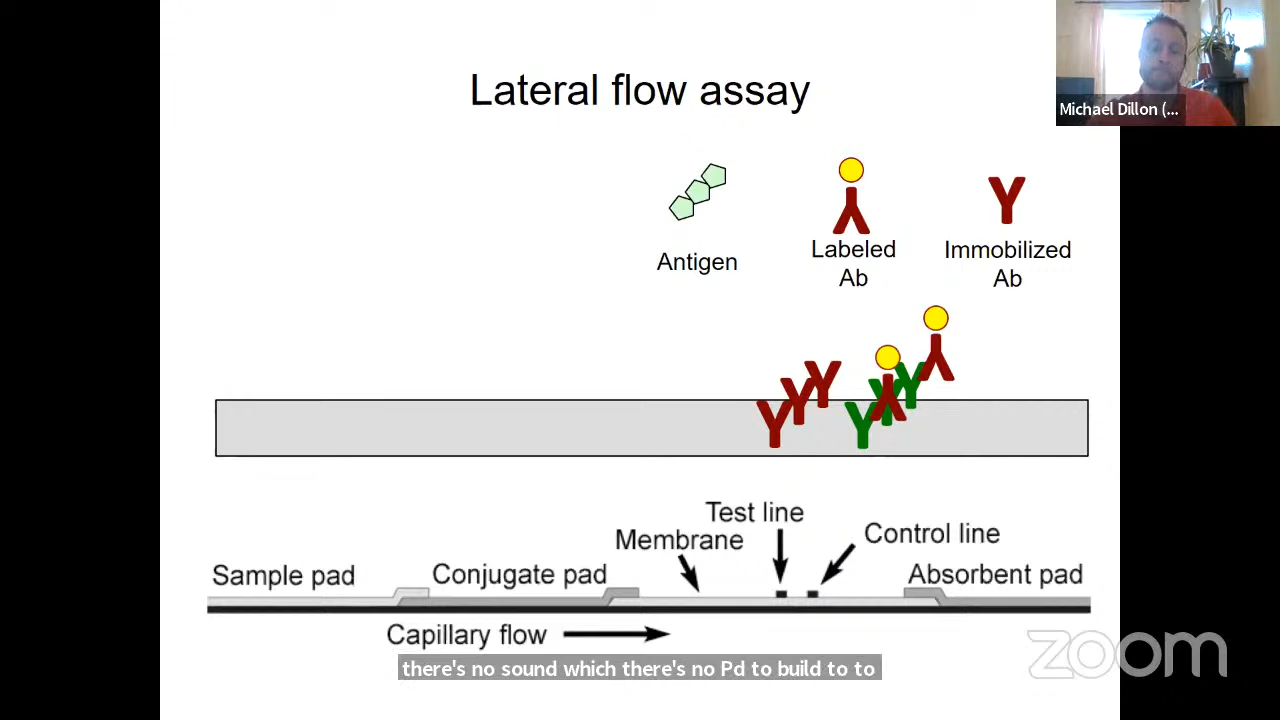 Lateral flow assay
Michael Dillon (...
Antigen
Labeled
Ab
Immobilized
Ab
Test line
Membrane
Control line
Sample pad
Conjugate pad
Absorbent pad
Capillary flow
there's no sound which there's no Pd to build to to
zoom